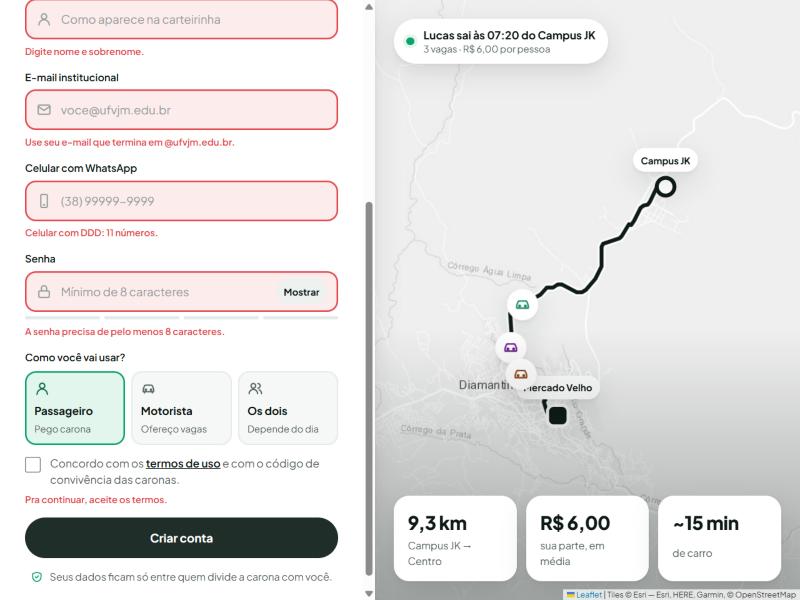 Como aparece na carteirinha
Digite nome e sobrenome.
E-mail institucional
voce@ufvjm.edu.br
Use seu e-mail que termina em @ufvjm.edu.br.
Celular com WhatsApp
(38) 99999-9999
Celular com DDD: 11 números.
Senha
Mínimo de 8 caracteres
Mostrar
A senha precisa de pelo menos 8 caracteres.
Como você vai usar?
Passageiro
Pego carona
Motorista
Ofereço vagas
Os dois
Depende do dia
Concordo com os termos de uso e com o código de
convivência das caronas.
Pra continuar, aceite os termos.
Criar conta
Seus dados ficam só entre quem divide a carona com você.
Lucas sai às 07:20 do Campus JK
3 vagas · R$ 6,00 por pessoa
Campus JK
Córrego Água Limpa
Diamantin
Mercado Velho
Grande
Córrego da Prata
Córre
9,3 km
Campus JK →
Centro
R$ 6,00
sua parte, em
média
~15 min
de carro
Leaflet | Tiles © Esri — Esri, HERE, Garmin, © OpenStreetMap